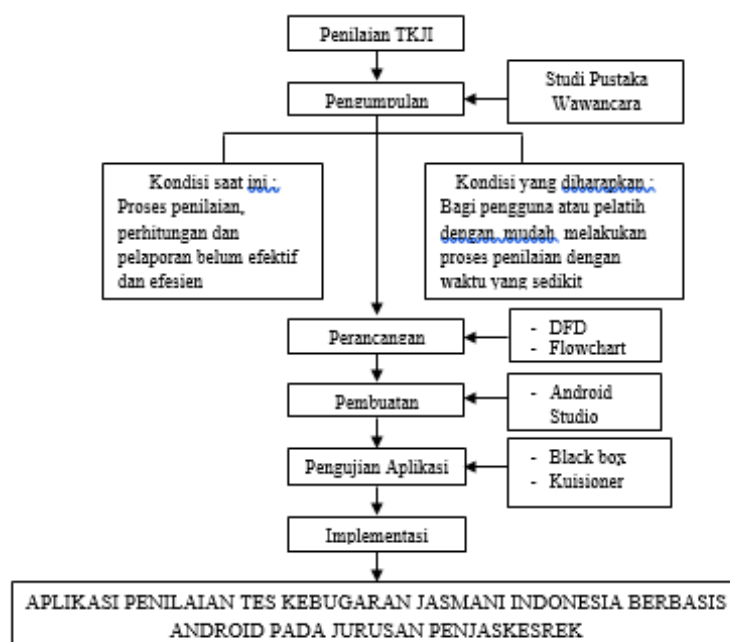 Penilaian TKJI
Pengumpulan
Studi Pustaka
Wawancara
Kondisi saat ini :
Proses penilaian,
perhitungan dan
pelaporan belum efektif
dan efesien
Kondisi yang diharapkan :
Bagi pengguna atau pelatih
dengan mudah melakukan
proses penilaian dengan
waktu yang sedikit
Perancangan
- DFD
- Flowchart
Pembuatan
- Android
Studio
Pengujian Aplikasi
- Black box
- Kuisioner
Implementasi
APLIKASI PENILAIAN TES KEBUGARAN JASMANI INDONESIA BERBASIS
ANDROID PADA JURUSAN PENJASKESREK